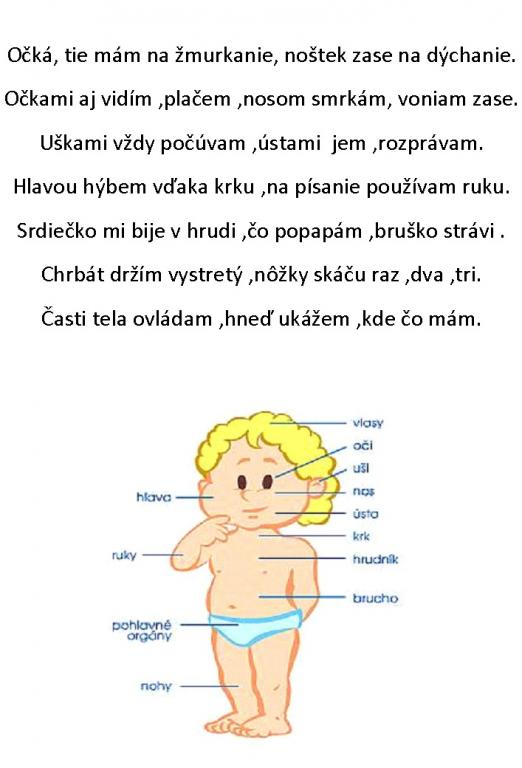 Očká, tie mám na žmurkanie, noštek zase na dýchanie.
Očkami aj vidím ,plačem ,nosom smrkám, voniam zase.
Uškami vždy počúvam ,ústami jem ,rozprávam.
Hlavou hýbem vďaka krku ,na písanie používam ruku.
Srdiečko mi bije v hrudi ,čo popapám ,bruško strávi .
Chrbát držím vystretý ,nôžky skáču raz ,dva ,tri.
Časti tela ovládam ,hneď ukážem ,kde čo mám.
vlasy
oči
uši
hlava
nos
ústa
krk
ruky
hrudník
brucho
pohlavné
orgány
nohy